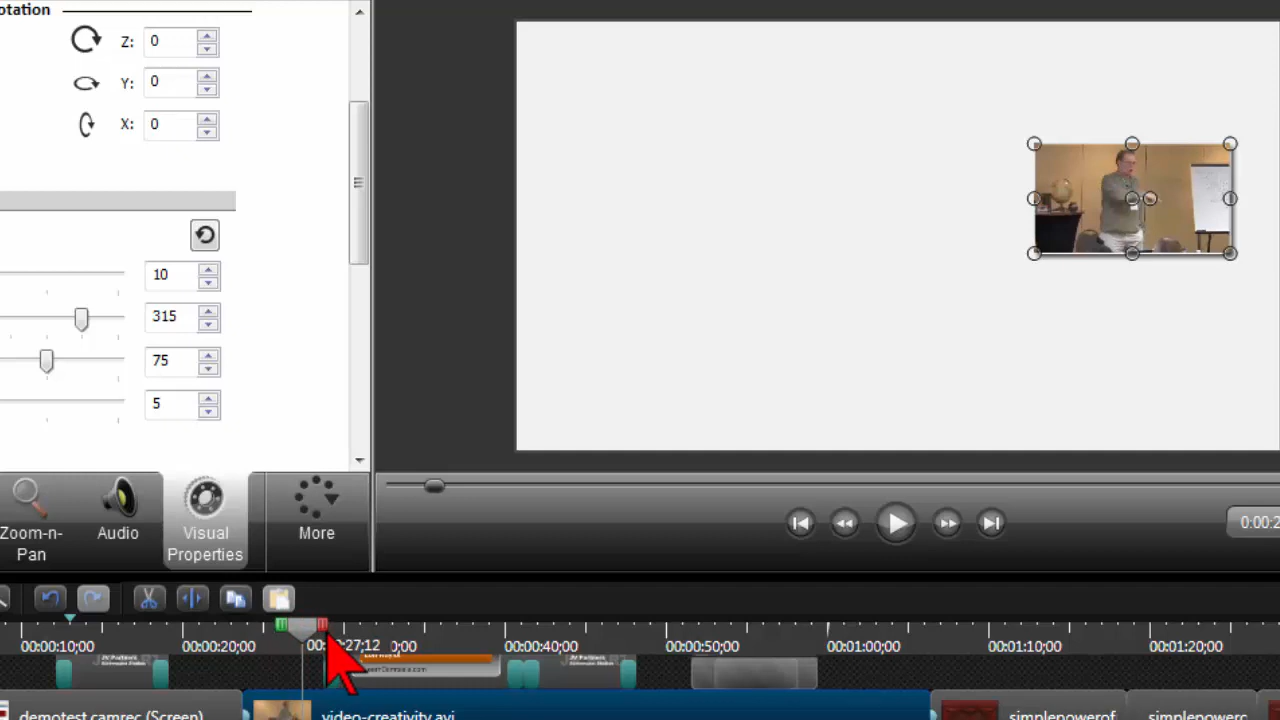 otation
Z: 0
Y: 0
X: 0
10
315
75
5
Zoom-n-
Pan
Audio
Visual
Properties
More
0:00:2
00:00:10;00
00:00:20;00
27;12
0;00
00:00:40;00
00:00:50;00
00:01:00;00
00:01:10;00
00:01:20;00
demotest.camrec (Screen)
video-creativity.avi
simplepowerof
simplepowerc